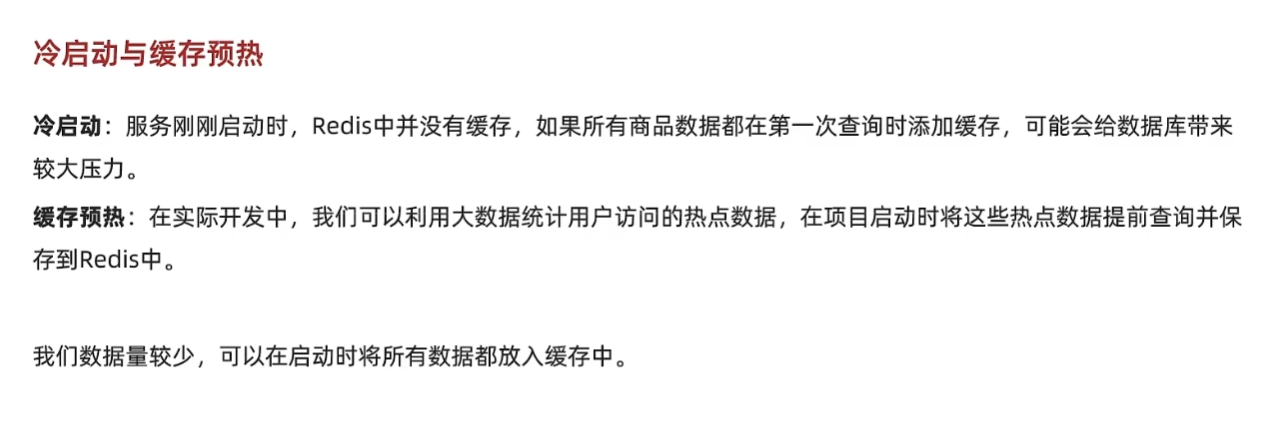 冷启动与缓存预热
冷启动：服务刚刚启动时，Redis中并没有缓存，如果所有商品数据都在第一次查询时添加缓存，可能会给数据库带来
较大压力。
缓存预热：在实际开发中，我们可以利用大数据统计用户访问的热点数据，在项目启动时将这些热点数据提前查询并保
存到Redis中。
我们数据量较少，可以在启动时将所有数据都放入缓存中。